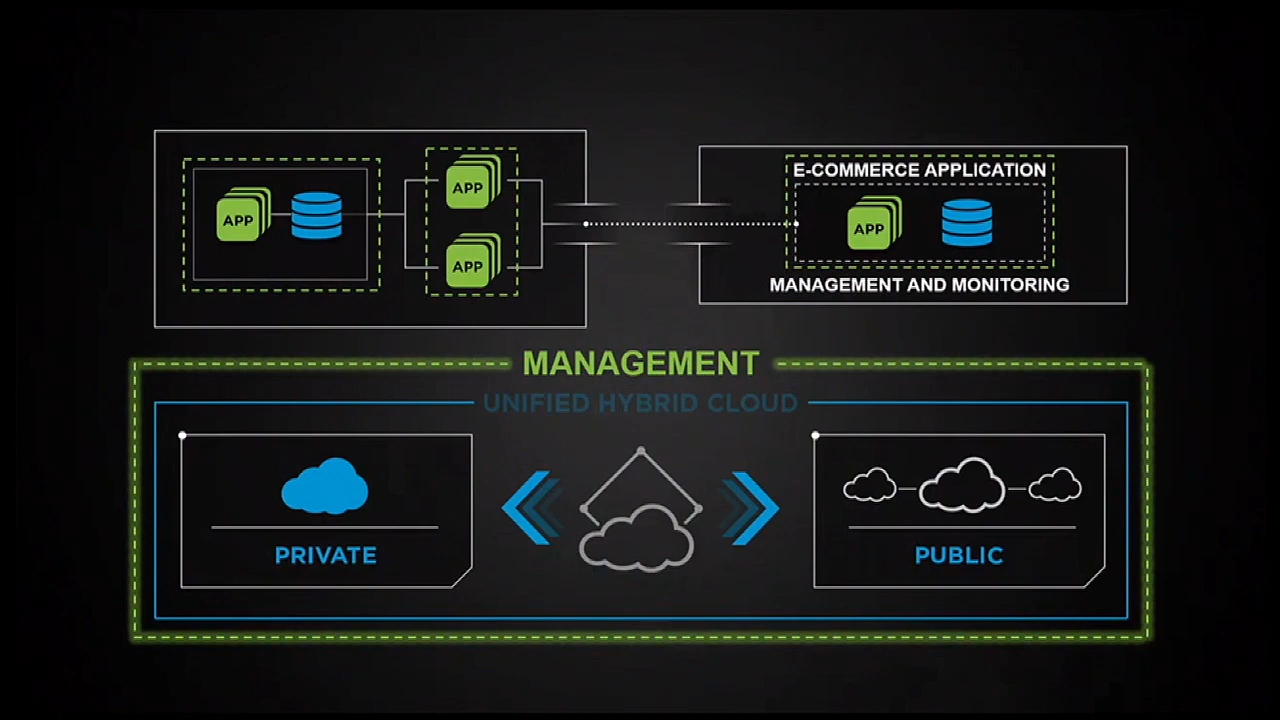 APP
APP
APP
E-COMMERCE APPLICATION
APP
MANAGEMENT AND MONITORING
MANAGEMENT
UNIFIED HYBRID CLOUD
PRIVATE
PUBLIC